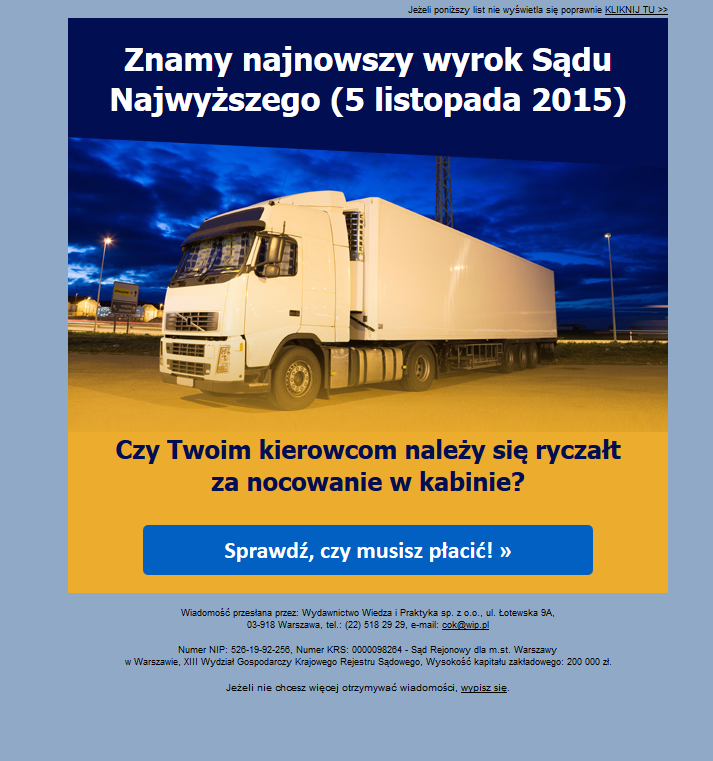 Jeżeli poniższy list nie wyświetla się poprawnie KLIKNIJ TU >>
Znamy najnowszy wyrok Sądu
Najwyższego (5 listopada 2015)
Czy Twoim kierowcom należy się ryczałt
za nocowanie w kabinie?
Sprawdź, czy musisz płacić! »
Wiadomość przesłana przez: Wydawnictwo Wiedza i Praktyka sp. z o.o., ul. Łotewska 9A,
03-918 Warszawa, tel.: (22) 518 29 29, e-mail: cok@wip.pl
Numer NIP: 526-19-92-256, Numer KRS: 0000098264 - Sąd Rejonowy dla m.st. Warszawy
w Warszawie, XIII Wydział Gospodarczy Krajowego Rejestru Sądowego, Wysokość kapitału zakładowego: 200 000 zł.
Jeżeli nie chcesz więcej otrzymywać wiadomości, wypisz się.